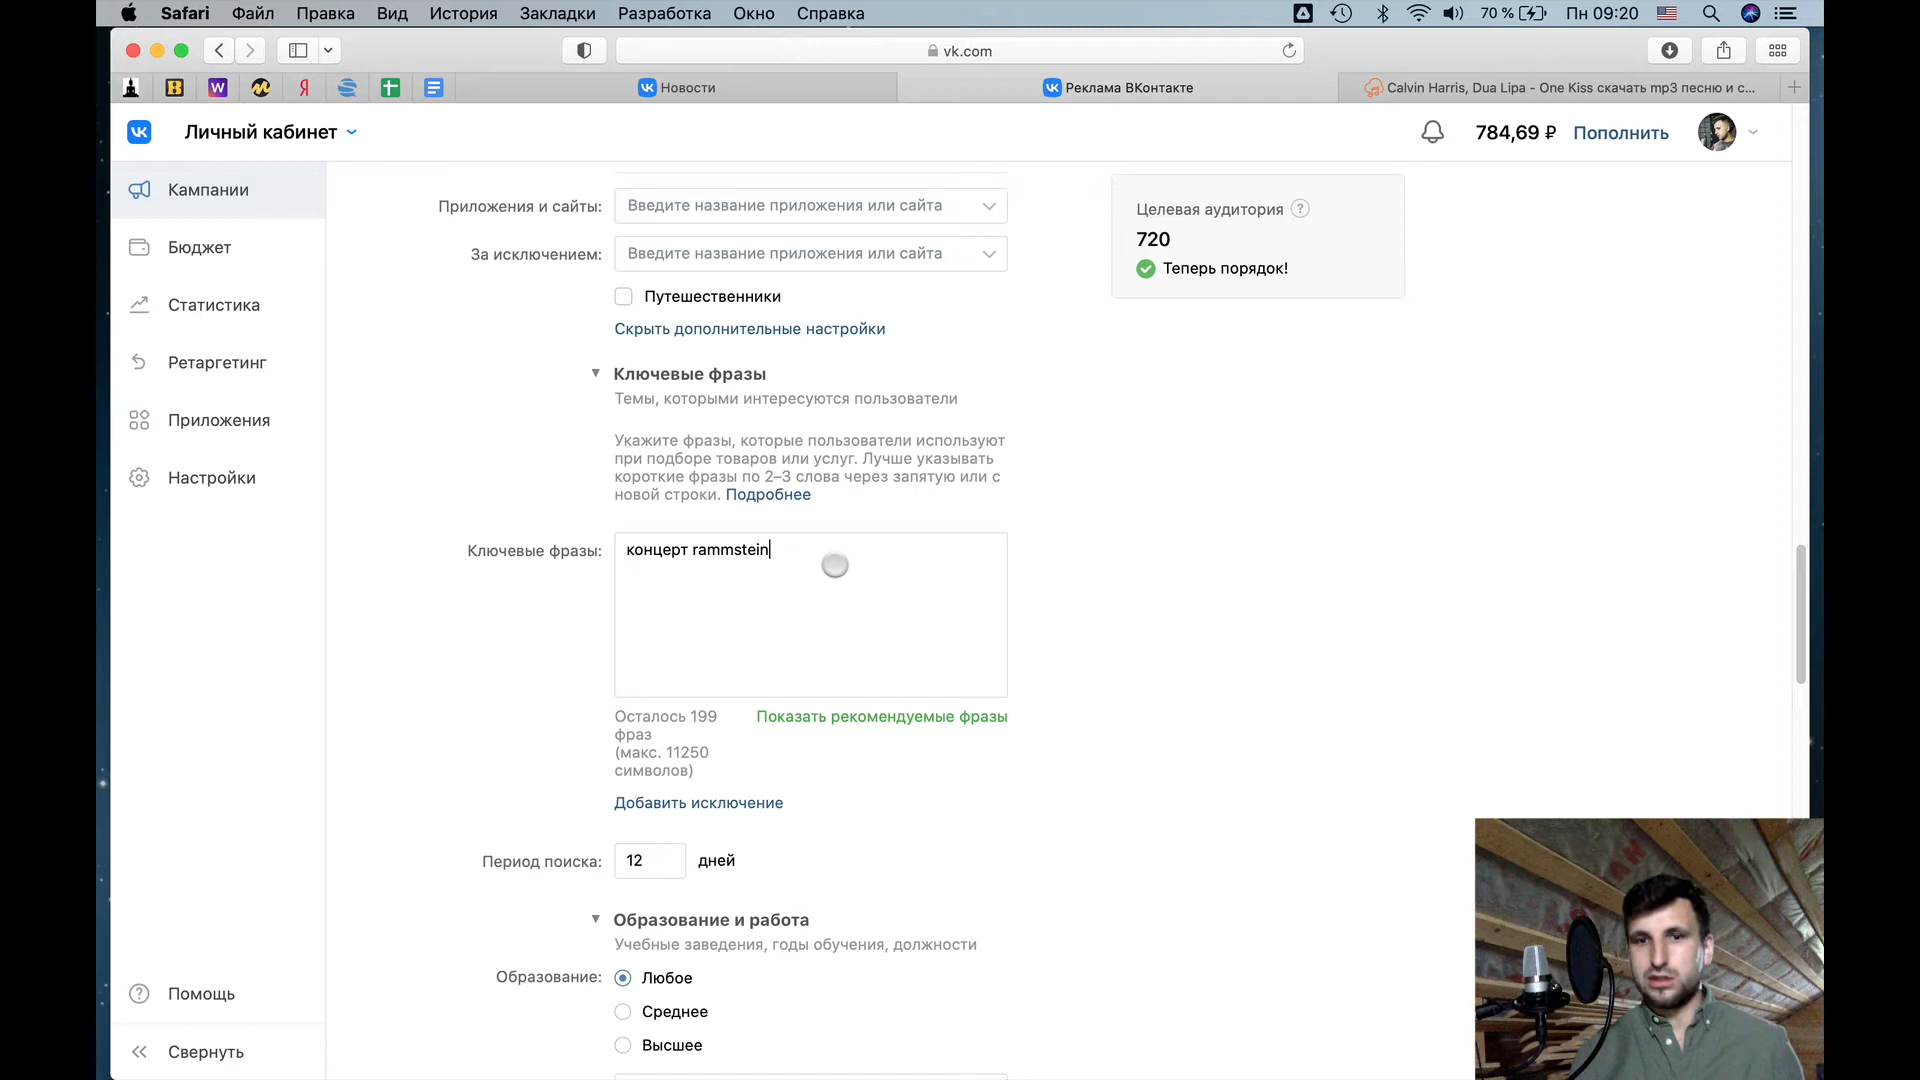 Safari Файл Правка Вид История Закладки Разработка Окно Справка 70 % Пн 09:20
vk.com
Новости
Реклама ВКонтакте
Calvin Harris, Dua Lipa - One Kiss скачать mp3 песню и с...
Личный кабинет
784,69 ₽ Пополнить
Кампании
Бюджет
Статистика
Ретаргетинг
Приложения
Настройки
Помощь
Свернуть
Приложения и сайты: Введите название приложения или сайта
За исключением: Введите название приложения или сайта
Путешественники
Скрыть дополнительные настройки
Ключевые фразы
Темы, которыми интересуются пользователи
Укажите фразы, которые пользователи используют
при подборе товаров или услуг. Лучше указывать
короткие фразы по 2–3 слова через запятую или с
новой строки. Подробнее
Ключевые фразы: концерт rammstein
Осталось 199
фраз
(макс. 11250
символов)
Показать рекомендуемые фразы
Добавить исключение
Период поиска: 12 дней
Образование и работа
Учебные заведения, годы обучения, должности
Образование: Любое
Среднее
Высшее
Целевая аудитория ?
720
Теперь порядок!